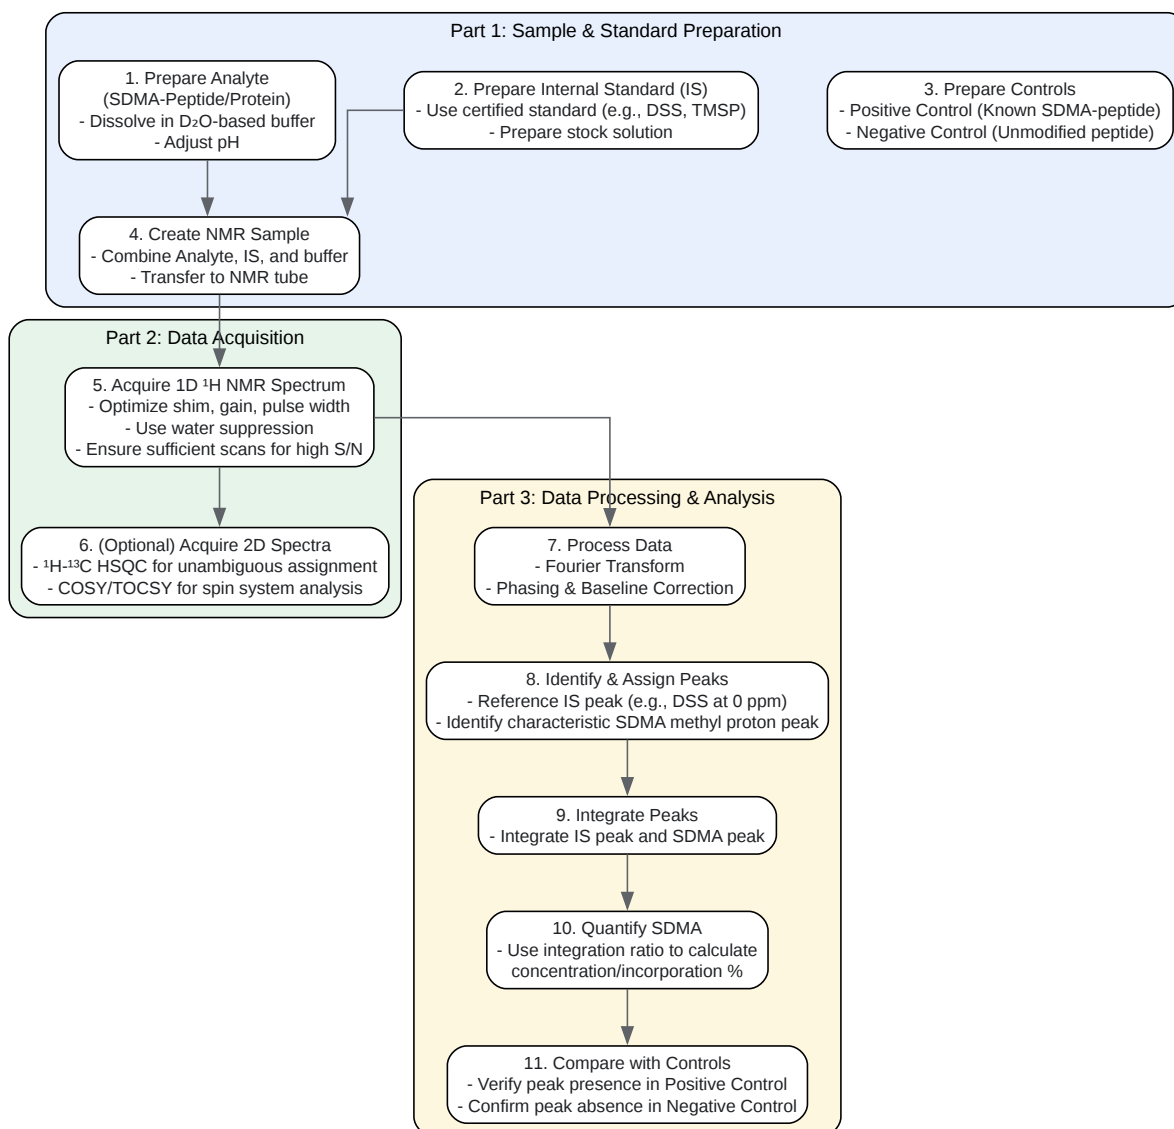 Part 1: Sample & Standard Preparation
1. Prepare Analyte
(SDMA-Peptide/Protein)
- Dissolve in D₂O-based buffer
- Adjust pH
2. Prepare Internal Standard (IS)
- Use certified standard (e.g., DSS, TMSP)
- Prepare stock solution
3. Prepare Controls
- Positive Control (Known SDMA-peptide)
- Negative Control (Unmodified peptide)
4. Create NMR Sample
- Combine Analyte, IS, and buffer
- Transfer to NMR tube
Part 2: Data Acquisition
5. Acquire 1D ¹H NMR Spectrum
- Optimize shim, gain, pulse width
- Use water suppression
- Ensure sufficient scans for high S/N
6. (Optional) Acquire 2D Spectra
- ¹H-¹³C HSQC for unambiguous assignment
- COSY/TOCSY for spin system analysis
Part 3: Data Processing & Analysis
7. Process Data
- Fourier Transform
- Phasing & Baseline Correction
8. Identify & Assign Peaks
- Reference IS peak (e.g., DSS at 0 ppm)
- Identify characteristic SDMA methyl proton peak
9. Integrate Peaks
- Integrate IS peak and SDMA peak
10. Quantify SDMA
- Use integration ratio to calculate
concentration/incorporation %
11. Compare with Controls
- Verify peak presence in Positive Control
- Confirm peak absence in Negative Control